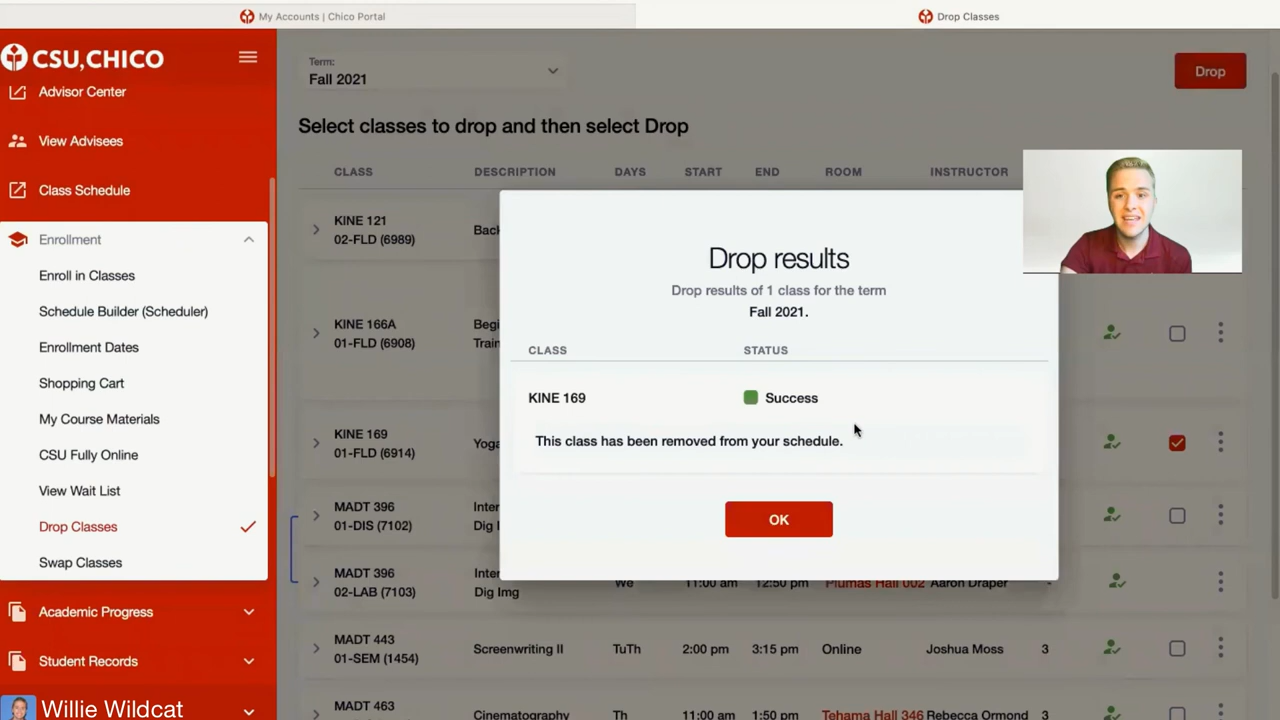 My Accounts | Chico Portal
Drop Classes
CSU, CHICO
Advisor Center
View Advisees
Class Schedule
Enrollment
Enroll in Classes
Schedule Builder (Scheduler)
Enrollment Dates
Shopping Cart
My Course Materials
CSU Fully Online
View Wait List
Drop Classes
Swap Classes
Academic Progress
Student Records
Willie Wildcat
Term:
Fall 2021
Drop
Select classes to drop and then select Drop
CLASS DESCRIPTION DAYS START END ROOM INSTRUCTOR
KINE 121
02-FLD (6989)
KINE 166A
01-FLD (6908)
KINE 169
01-FLD (6914)
MADT 396
01-DIS (7102)
Drop results
Drop results of 1 class for the term
Fall 2021.
CLASS STATUS
KINE 169 Success
This class has been removed from your schedule.
OK
MADT 396
02-LAB (7103)
Dig Img We 11:00 am 12:50 pm Plumas Hall 002 Aaron Draper
MADT 443
01-SEM (1454)
Screenwriting II TuTh 2:00 pm 3:15 pm Online Joshua Moss 3
MADT 463
Cinematography Th 11:00 am 1:50 pm Tehama Hall 346 Rebecca Ormond 3